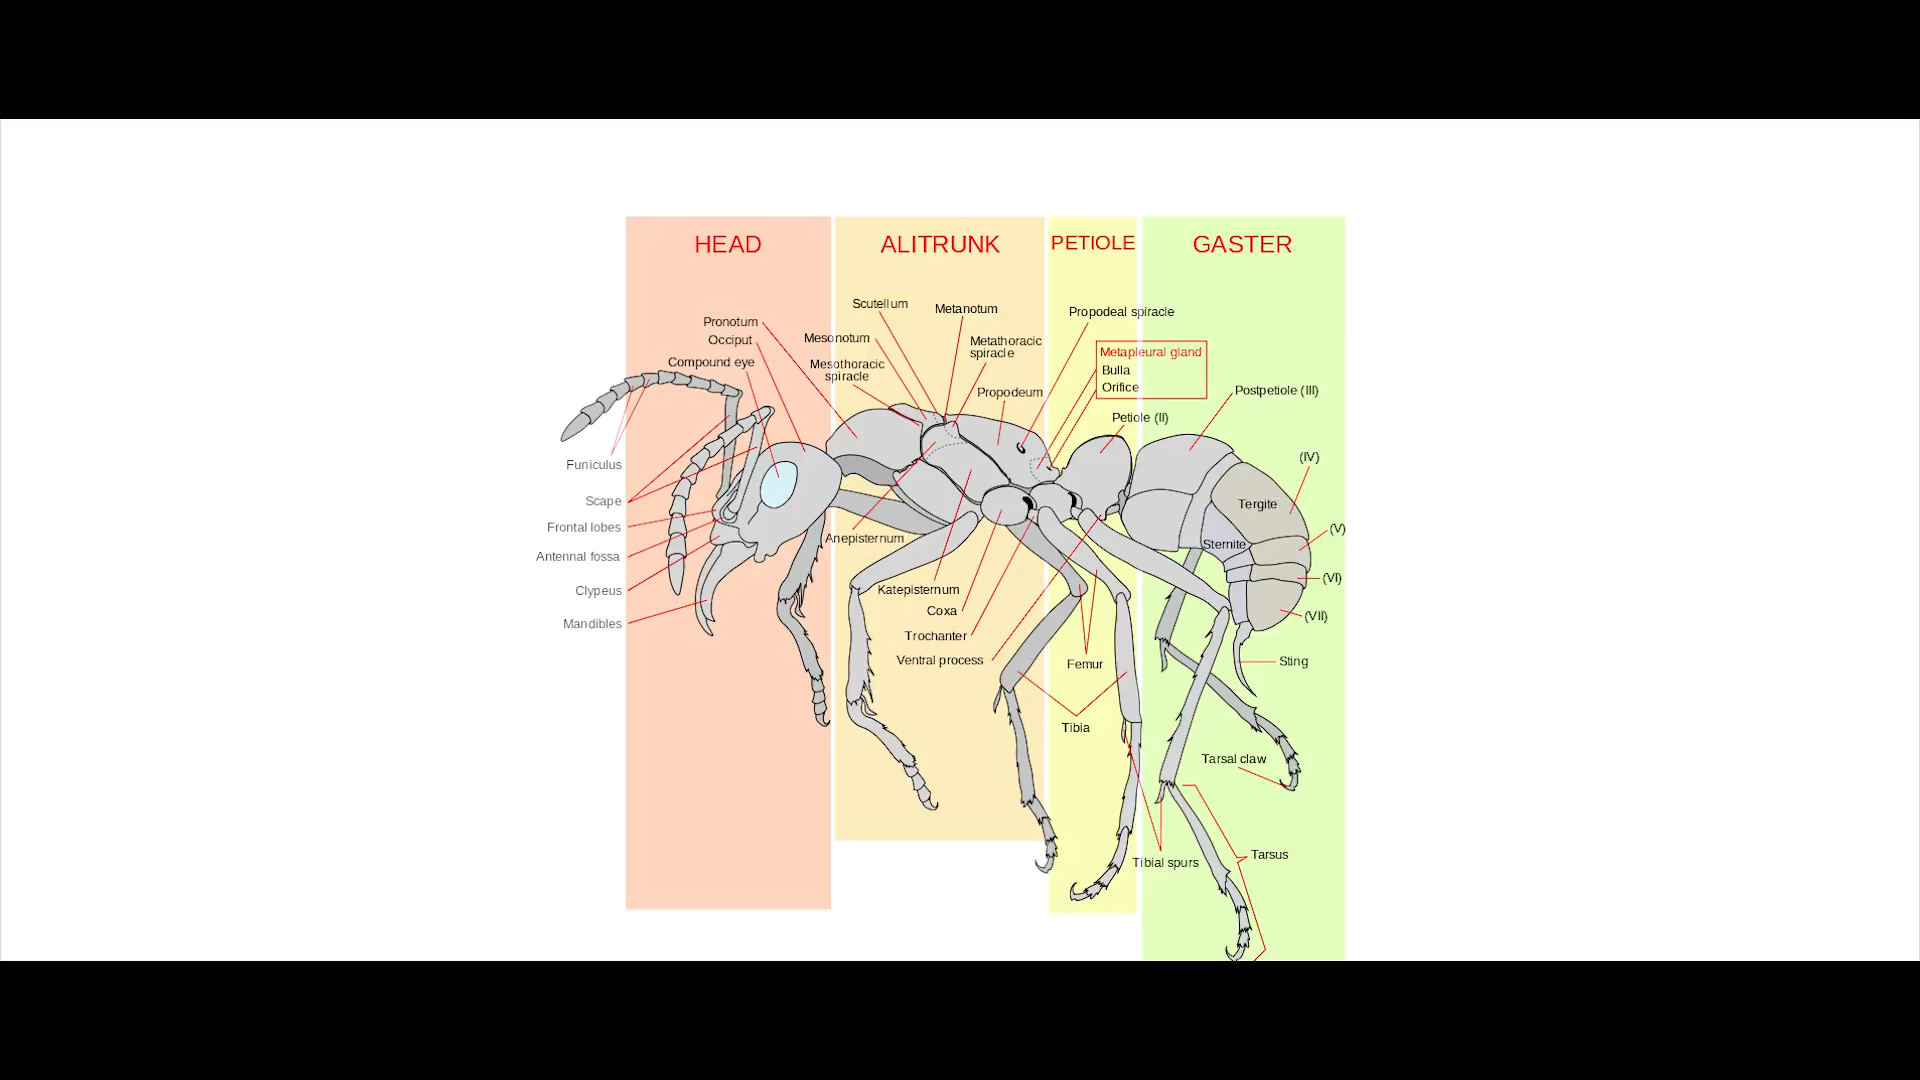 HEAD
ALITRUNK
PETIOLE
GASTER
Scutellum
Metanotum
Propodeal spiracle
Pronotum
Occiput
Compound eye
Mesonotum
Mesothoracic
spiracle
Metathoracic
spiracle
Propodeum
Metapleural gland
Bulla
Orifice
Petiole (II)
Postpetiole (III)
(IV)
Tergite
(V)
Sternite
(VI)
(VII)
Sting
Funiculus
Scape
Frontal lobes
Antennal fossa
Clypeus
Mandibles
Anepisternum
Katepisternum
Coxa
Trochanter
Ventral process
Femur
Tibia
Tarsal claw
Tibial spurs
Tarsus